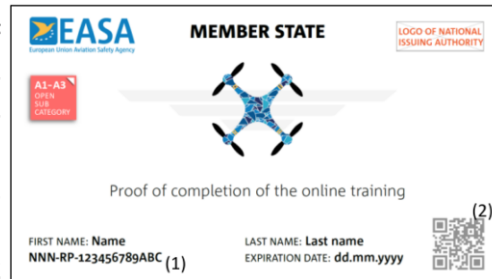 EASA
European Union Aviation Safety Agency
MEMBER STATE
LOGO OF NATIONAL
ISSUING AUTHORITY
A1-A3
OPEN
SUB
CATEGORY
Proof of completion of the online training
(2)
FIRST NAME: Name
LAST NAME: Last name
NNN-RP-123456789ABC (1)
EXPIRATION DATE: dd.mm.yyyy